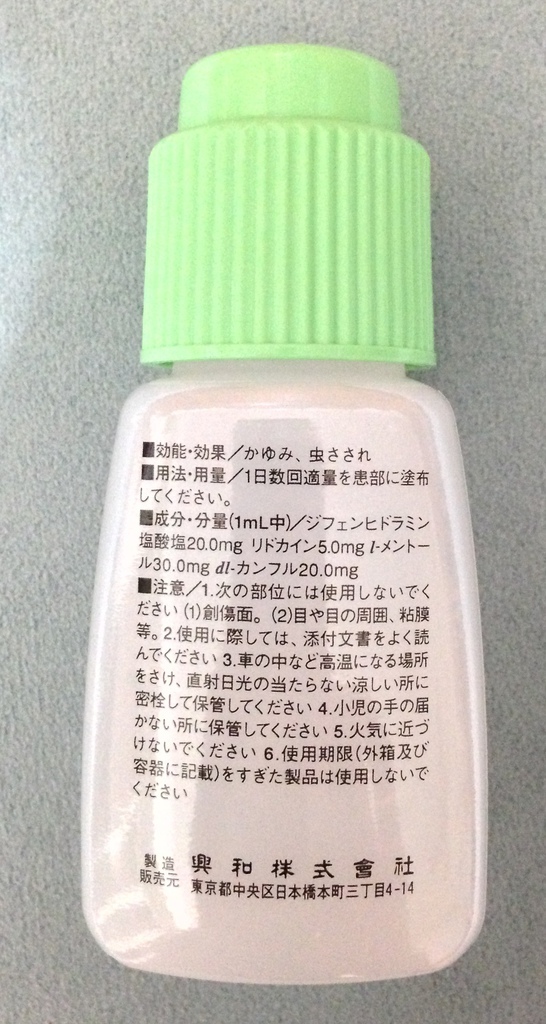 ■効能・効果／かゆみ、虫さされ
■用法・用量／1日数回適量を患部に塗布
してください。
■成分・分量(1mL中)／ジフェンヒドラミン
塩酸塩20.0mg リドカイン5.0mg l-メントー
ル30.0mg dl-カンフル20.0mg
■注意／1.次の部位には使用しないでく
ださい (1)創傷面。 (2)目や目の周囲、粘膜
等。2.使用に際しては、添付文書をよく読
んでください 3.車の中など高温になる場所
をさけ、直射日光の当たらない涼しい所に
密栓して保管してください 4.小児の手の届
かない所に保管してください 5.火気に近づ
けないでください 6.使用期限(外箱及び
容器に記載)をすぎた製品は使用しないで
ください
製造
販売元
興和株式會社
東京都中央区日本橋本町三丁目4-14